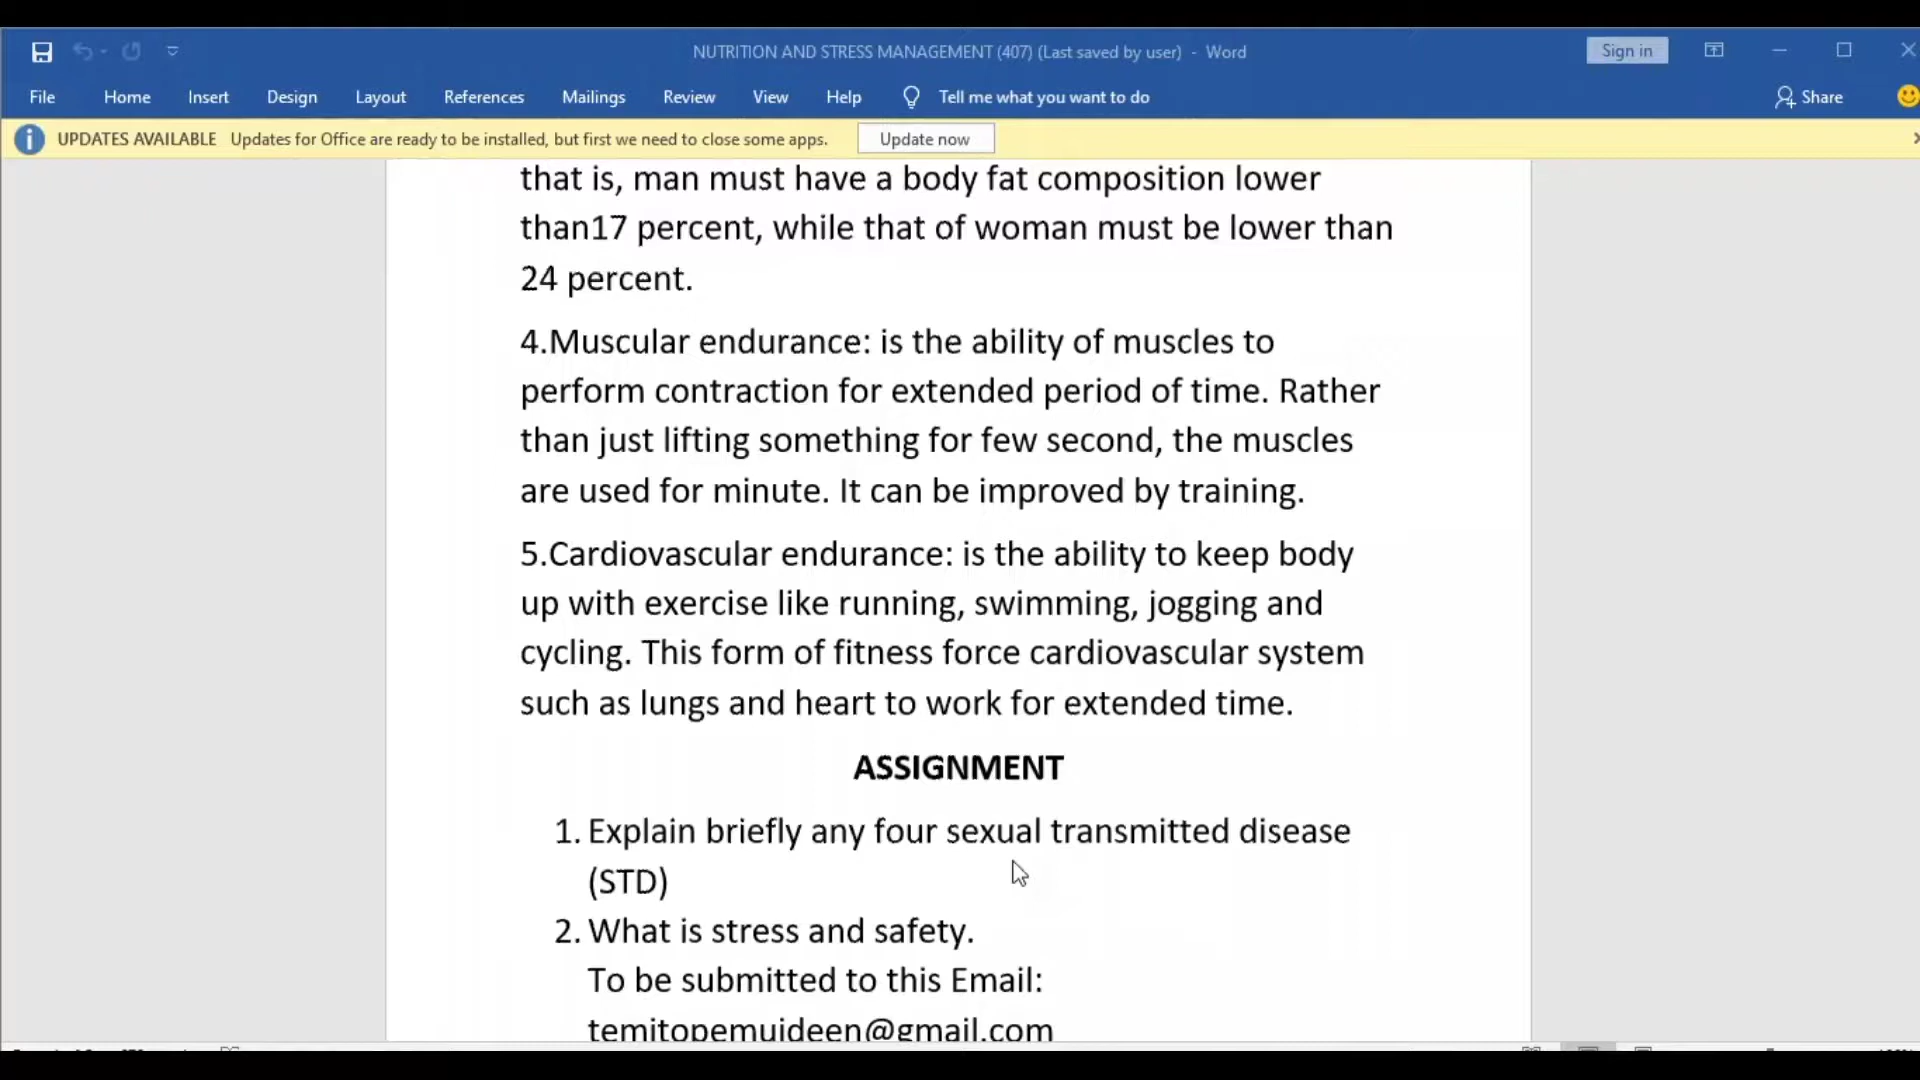 NUTRITION AND STRESS MANAGEMENT (407) (Last saved by user) - Word
Sign in
File Home Insert Design Layout References Mailings Review View Help Tell me what you want to do Share
UPDATES AVAILABLE Updates for Office are ready to be installed, but first we need to close some apps. Update now
that is, man must have a body fat composition lower
than17 percent, while that of woman must be lower than
24 percent.
4.Muscular endurance: is the ability of muscles to
perform contraction for extended period of time. Rather
than just lifting something for few second, the muscles
are used for minute. It can be improved by training.
5.Cardiovascular endurance: is the ability to keep body
up with exercise like running, swimming, jogging and
cycling. This form of fitness force cardiovascular system
such as lungs and heart to work for extended time.
ASSIGNMENT
1. Explain briefly any four sexual transmitted disease
(STD)
2. What is stress and safety.
To be submitted to this Email:
temitopemujdeen@gmail.com